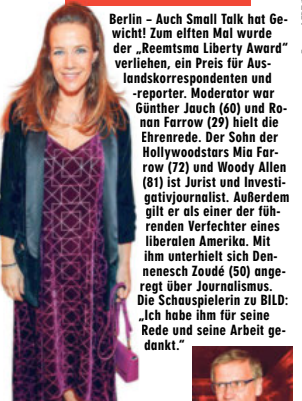 Berlin – Auch Small Talk hat Ge-
wicht! Zum elften Mal wurde
der „Reemtsma Liberty Award“
verliehen, ein Preis für Aus-
landskorrespondenten und
-reporter. Moderator war
Günther Jauch (60) und Ro-
nan Farrow (29) hielt die
Ehrenrede. Der Sohn der
Hollywoodstars Mia Far-
row (72) und Woody Allen
(81) ist Jurist und Investi-
gativjournalist. Außerdem
gilt er als einer der füh-
renden Verfechter eines
liberalen Amerika. Mit
ihm unterhielt sich Den-
nenesch Zoudé (50) ange-
regt über Journalismus.
Die Schauspielerin zu BILD:
„Ich habe ihm für seine
Rede und seine Arbeit ge-
dankt.“